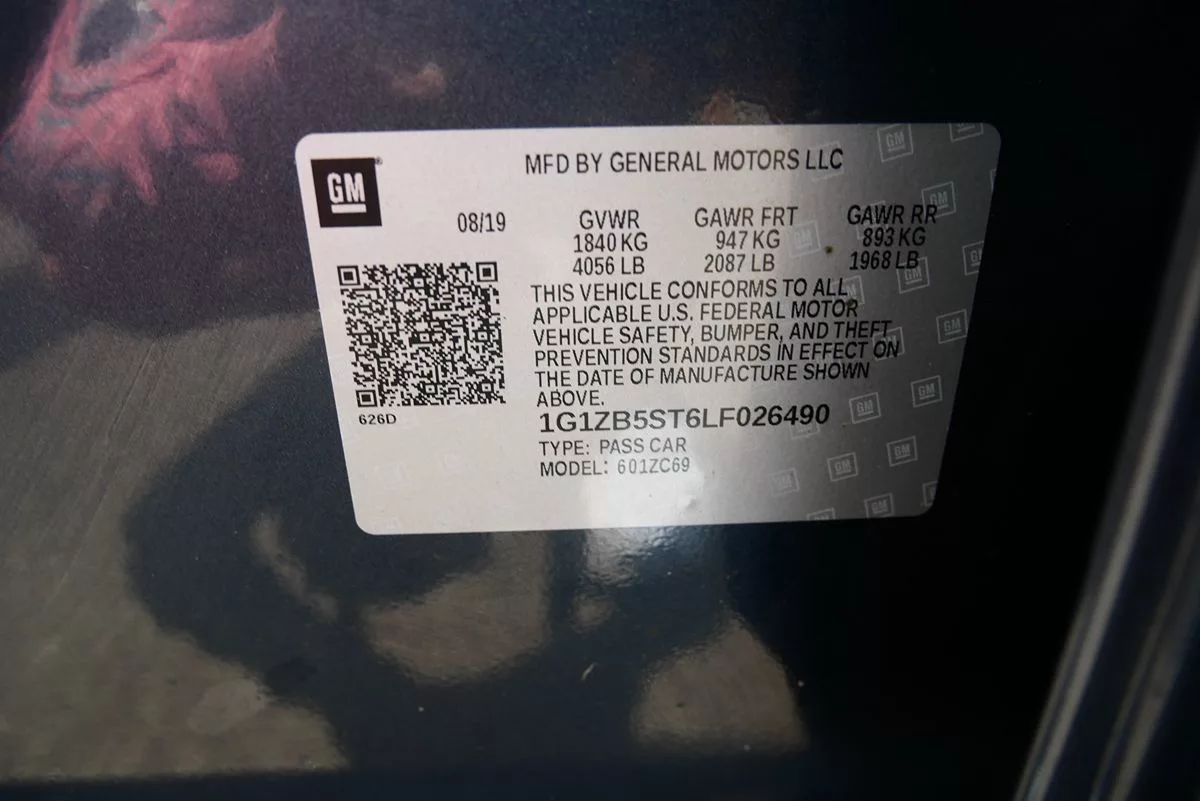 MFD BY GENERAL MOTORS LLC
GM
08/19 GVWR GAWR FRT GAWR RR
1840 KG 947 KG 893 KG
4056 LB 2087 LB 1968 LB
THIS VEHICLE CONFORMS TO ALL
APPLICABLE U.S. FEDERAL MOTOR
VEHICLE SAFETY, BUMPER, AND THEFT
PREVENTION STANDARDS IN EFFECT ON
THE DATE OF MANUFACTURE SHOWN
ABOVE.
626D
1G1ZB5ST6LF026490
TYPE: PASS CAR
MODEL: 601ZC69